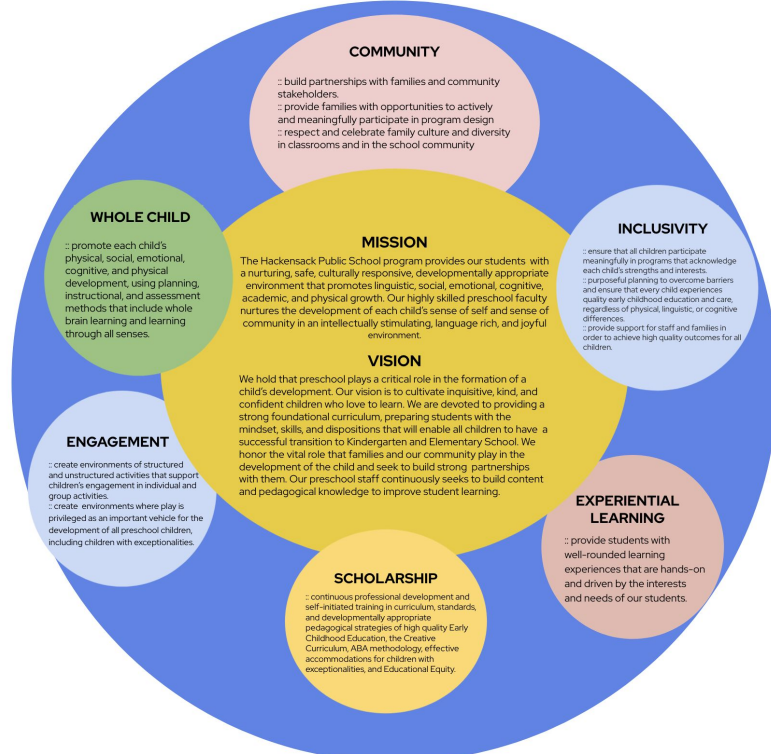 COMMUNITY
:: build partnerships with families and community
stakeholders.
:: provide families with opportunities to actively
and meaningfully participate in program design
:: respect and celebrate family culture and diversity
in classrooms and in the school community
WHOLE CHILD
:: promote each child's
physical, social, emotional,
cognitive, and physical
development, using planning,
instructional, and assessment
methods that include whole
brain learning and learning
through all senses.
MISSION
The Hackensack Public School program provides our students with
a nurturing, safe, culturally responsive, developmentally appropriate
environment that promotes linguistic, social, emotional, cognitive,
academic, and physical growth. Our highly skilled preschool faculty
nurtures the development of each child's sense of self and sense of
community in an intellectually stimulating, language rich, and joyful
environment.
VISION
We hold that preschool plays a critical role in the formation of a
child's development. Our vision is to cultivate inquisitive, kind, and
confident children who love to learn. We are devoted to providing a
strong foundational curriculum, preparing students with the
mindset, skills, and dispositions that will enable all children to have a
successful transition to Kindergarten and Elementary School. We
honor the vital role that families and our community play in the
development of the child and seek to build strong partnerships
with them. Our preschool staff continuously seeks to build content
and pedagogical knowledge to improve student learning.
INCLUSIVITY
:: ensure that all children participate
meaningfully in programs that acknowledge
each child's strengths and interests.
:: purposeful planning to overcome barriers
and ensure that every child experiences
quality early childhood education and care,
regardless of physical, linguistic, or cognitive
differences.
:: provide support for staff and families in
order to achieve high quality outcomes for all
children.
ENGAGEMENT
:: create environments of structured
and unstructured activities that support
children's engagement in individual and
group activities.
:: create environments where play is
privileged as an important vehicle for the
development of all preschool children,
including children with exceptionalities.
EXPERIENTIAL
LEARNING
:: provide students with
well-rounded learning
experiences that are hands-on
and driven by the interests
and needs of our students.
SCHOLARSHIP
:: continuous professional development and
self-initiated training in curriculum, standards,
and developmentally appropriate
pedagogical strategies of high quality Early
Childhood Education, the Creative
Curriculum, ABA methodology, effective
accommodations for children with
exceptionalities, and Educational Equity.